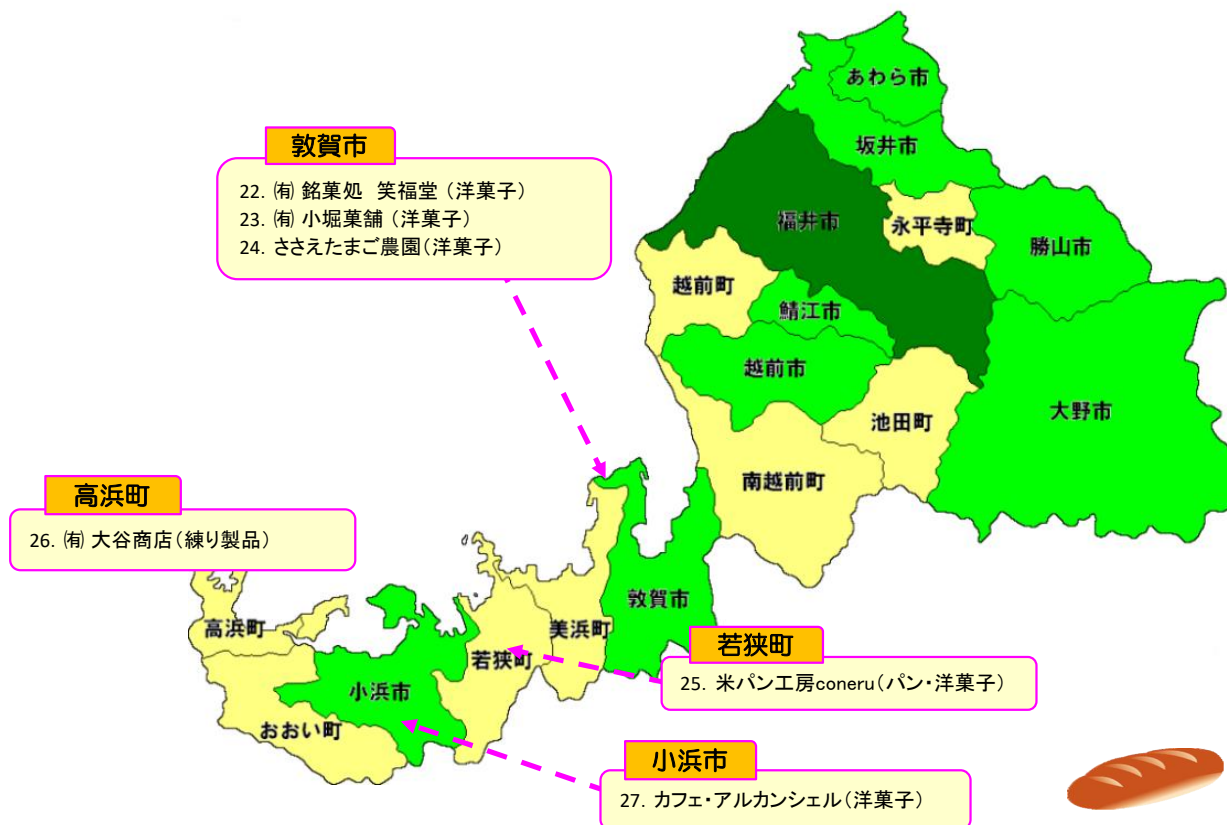 あわら市
坂井市
敦賀市
22. ㈲ 銘菓処 笑福堂 (洋菓子)
23. ㈲ 小堀菓舗 (洋菓子)
24. ささえたまご農園(洋菓子)
福井市
永平寺町
勝山市
越前町
鯖江市
越前市
大野市
池田町
南越前町
高浜町
26. ㈲ 大谷商店(練り製品)
敦賀市
高浜町
美浜町
若狭町
小浜市
おおい町
若狭町
25. 米パン工房coneru(パン・洋菓子)
小浜市
27. カフェ・アルカンシェル(洋菓子)